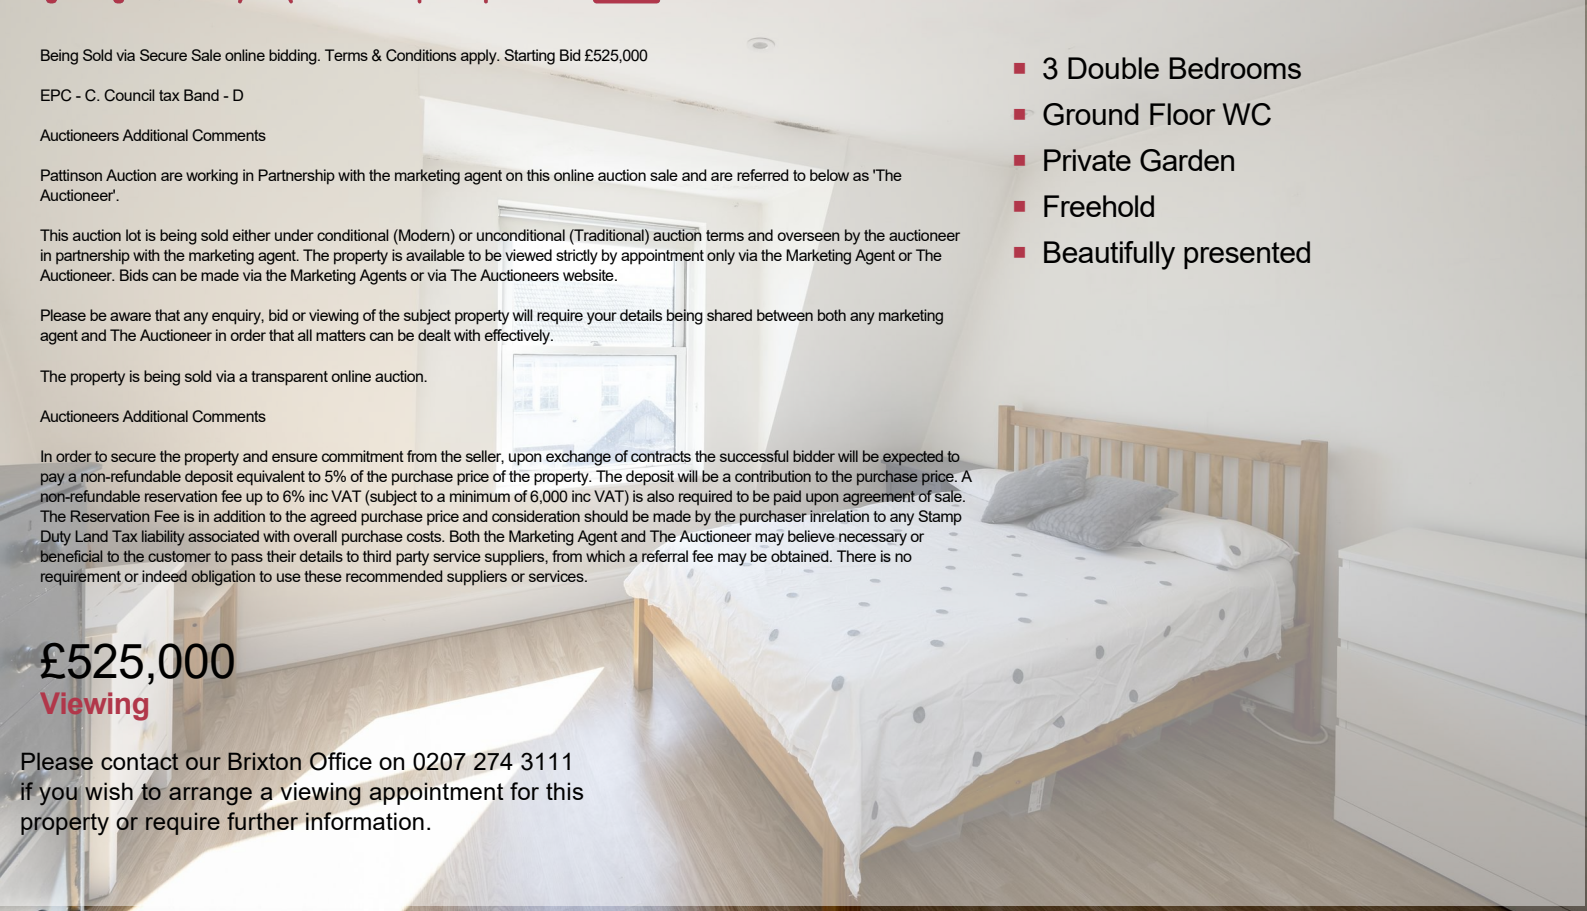 Being Sold via Secure Sale online bidding. Terms & Conditions apply. Starting Bid £525,000
EPC - C. Council tax Band - D
Auctioneers Additional Comments
Pattinson Auction are working in Partnership with the marketing agent on this online auction sale and are referred to below as 'The
Auctioneer'.
This auction lot is being sold either under conditional (Modern) or unconditional (Traditional) auction terms and overseen by the auctioneer
in partnership with the marketing agent. The property is available to be viewed strictly by appointment only via the Marketing Agent or The
Auctioneer. Bids can be made via the Marketing Agents or via The Auctioneers website.
Please be aware that any enquiry, bid or viewing of the subject property will require your details being shared between both any marketing
agent and The Auctioneer in order that all matters can be dealt with effectively.
The property is being sold via a transparent online auction.
Auctioneers Additional Comments
In order to secure the property and ensure commitment from the seller, upon exchange of contracts the successful bidder will be expected to
pay a non-refundable deposit equivalent to 5% of the purchase price of the property. The deposit will be a contribution to the purchase price. A
non-refundable reservation fee up to 6% inc VAT (subject to a minimum of 6,000 inc VAT) is also required to be paid upon agreement of sale.
The Reservation Fee is in addition to the agreed purchase price and consideration should be made by the purchaser inrelation to any Stamp
Duty Land Tax liability associated with overall purchase costs. Both the Marketing Agent and The Auctioneer may believe necessary or
beneficial to the customer to pass their details to third party service suppliers, from which a referral fee may be obtained. There is no
requirement or indeed obligation to use these recommended suppliers or services.
£525,000
Viewing
Please contact our Brixton Office on 0207 274 3111
if you wish to arrange a viewing appointment for this
property or require further information.
3 Double Bedrooms
Ground Floor WC
Private Garden
Freehold
Beautifully presented